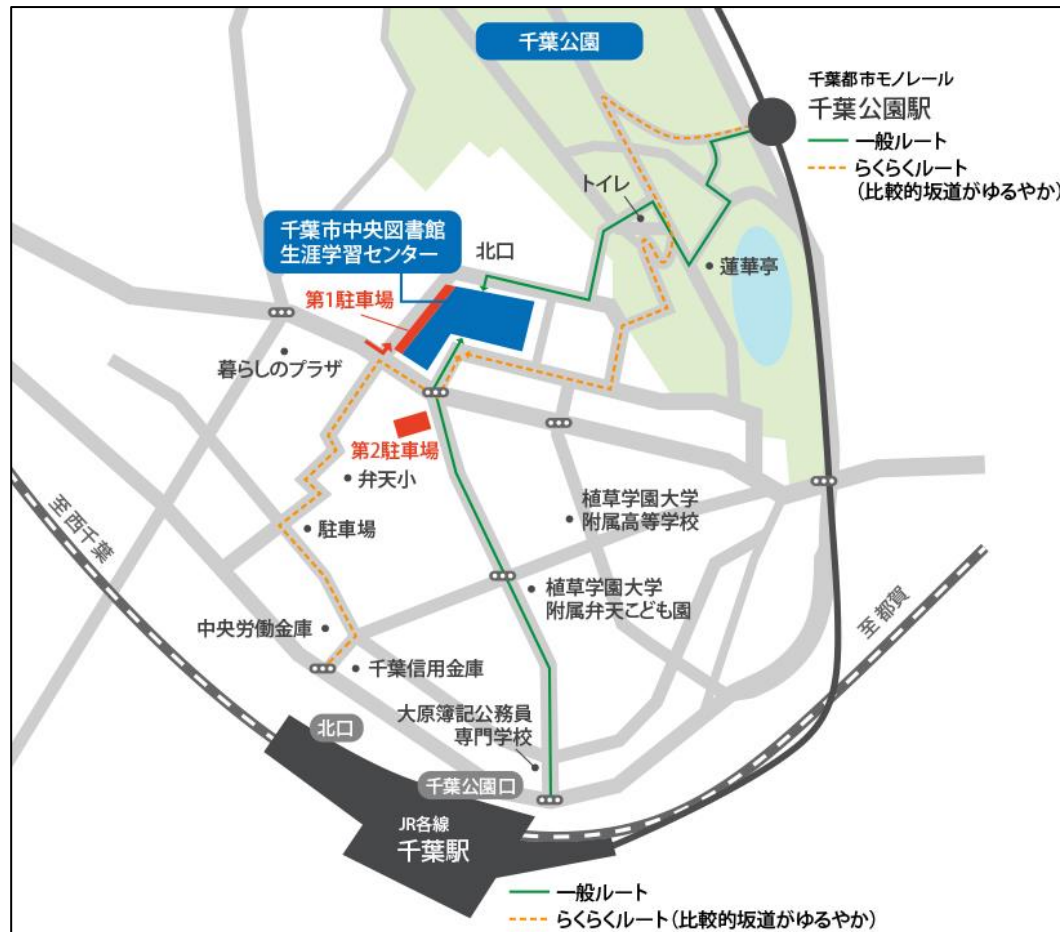 千葉公園
千葉都市モノレール
千葉公園駅
一般ルート
らくらくルート
(比較的坂道がゆるやか)
トイレ
千葉市中央図書館
生涯学習センター
北口
蓮華亭
第1駐車場
暮らしのプラザ
第2駐車場
弁天小
植草学園大学
附属高等学校
至西千葉
駐車場
植草学園大学
附属弁天こども園
至都賀
中央労働金庫
千葉信用金庫
大原簿記公務員
専門学校
北口
千葉公園口
JR各線
千葉駅
一般ルート
らくらくルート(比較的坂道がゆるやか)